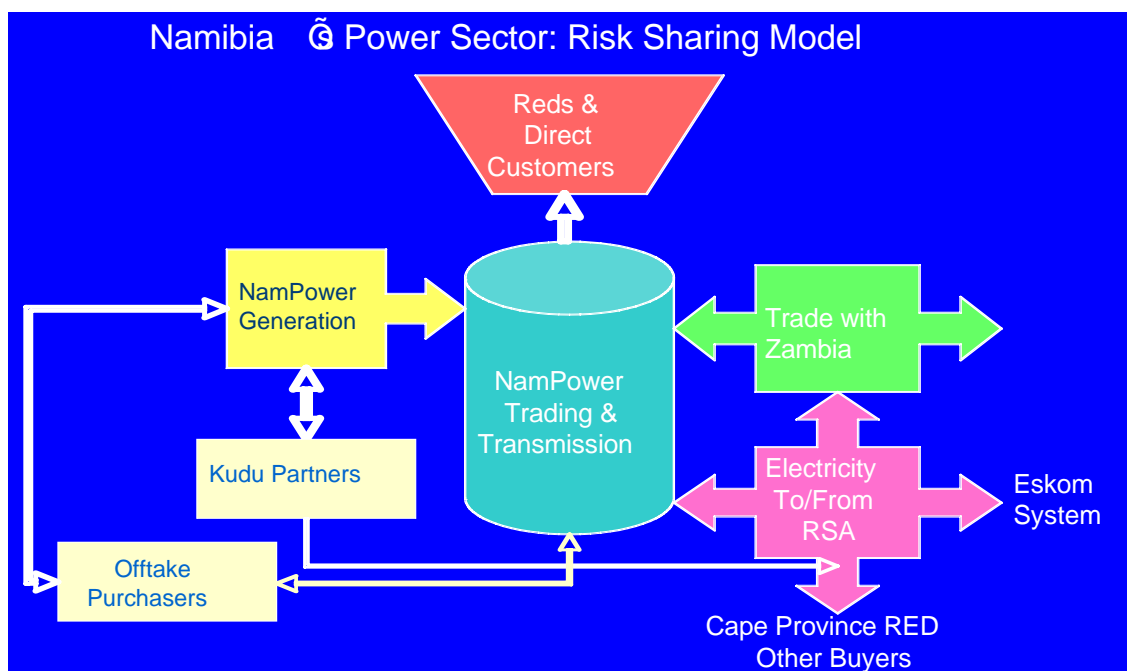 Namibia Õs Power Sector: Risk Sharing Model
Reds &
Direct
Customers
NamPower
Generation
Trade with
Zambia
NamPower
Trading &
Transmission
Kudu Partners
Electricity
To/From
RSA
Eskom
System
Offtake
Purchasers
Cape Province RED
Other Buyers